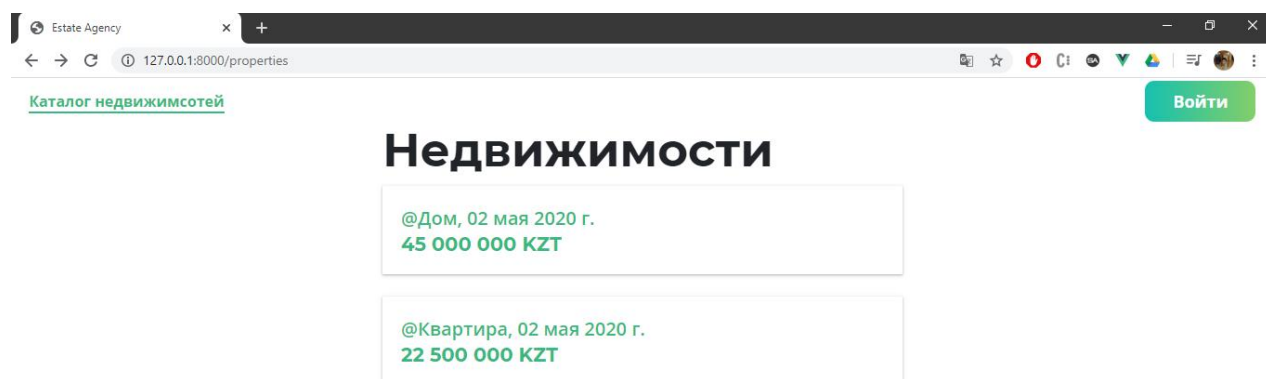 Estate Agency
127.0.0.1:8000/properties
Каталог недвижимсотей
Войти
Недвижимости
@Дом, 02 мая 2020 г.
45 000 000 KZT
@Квартира, 02 мая 2020 г.
22 500 000 KZT